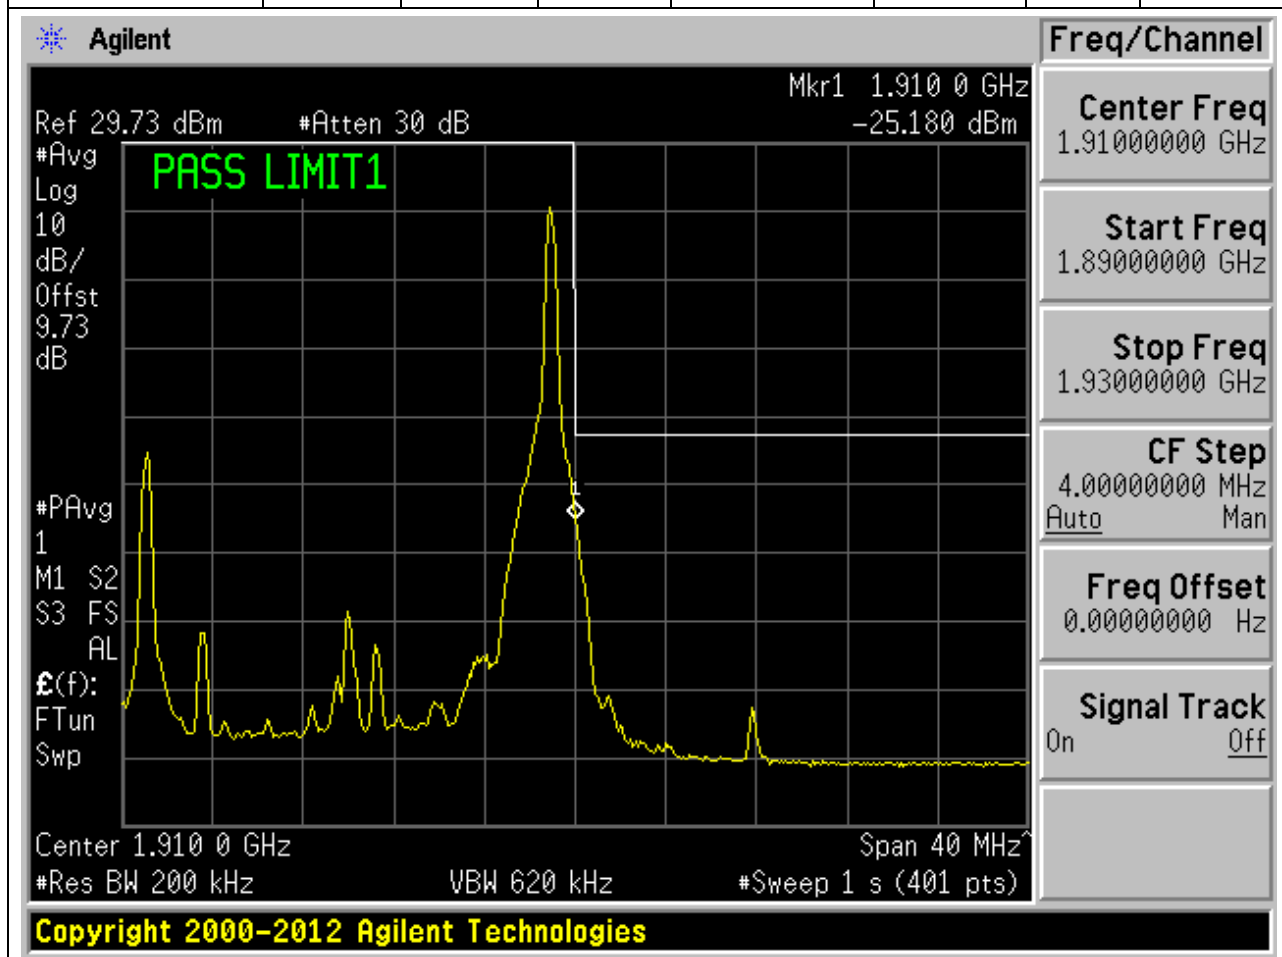 Agilent
Freq/Channel
Mkr1 1.910 0 GHz
Ref 29.73 dBm #Atten 30 dB -25.180 dBm
#Avg
Log
10
dB/
Offst
9.73
dB
PASS LIMIT1
1
#PAvg
1
M1 S2
S3 FS
AL
£(f):
FTun
Swp
Center 1.910 0 GHz Span 40 MHz^
#Res BW 200 kHz VBW 620 kHz #Sweep 1 s (401 pts)
Center Freq
1.91000000 GHz
Start Freq
1.89000000 GHz
Stop Freq
1.93000000 GHz
CF Step
4.00000000 MHz
Auto Man
Freq Offset
0.00000000 Hz
Signal Track
On Off
Copyright 2000-2012 Agilent Technologies